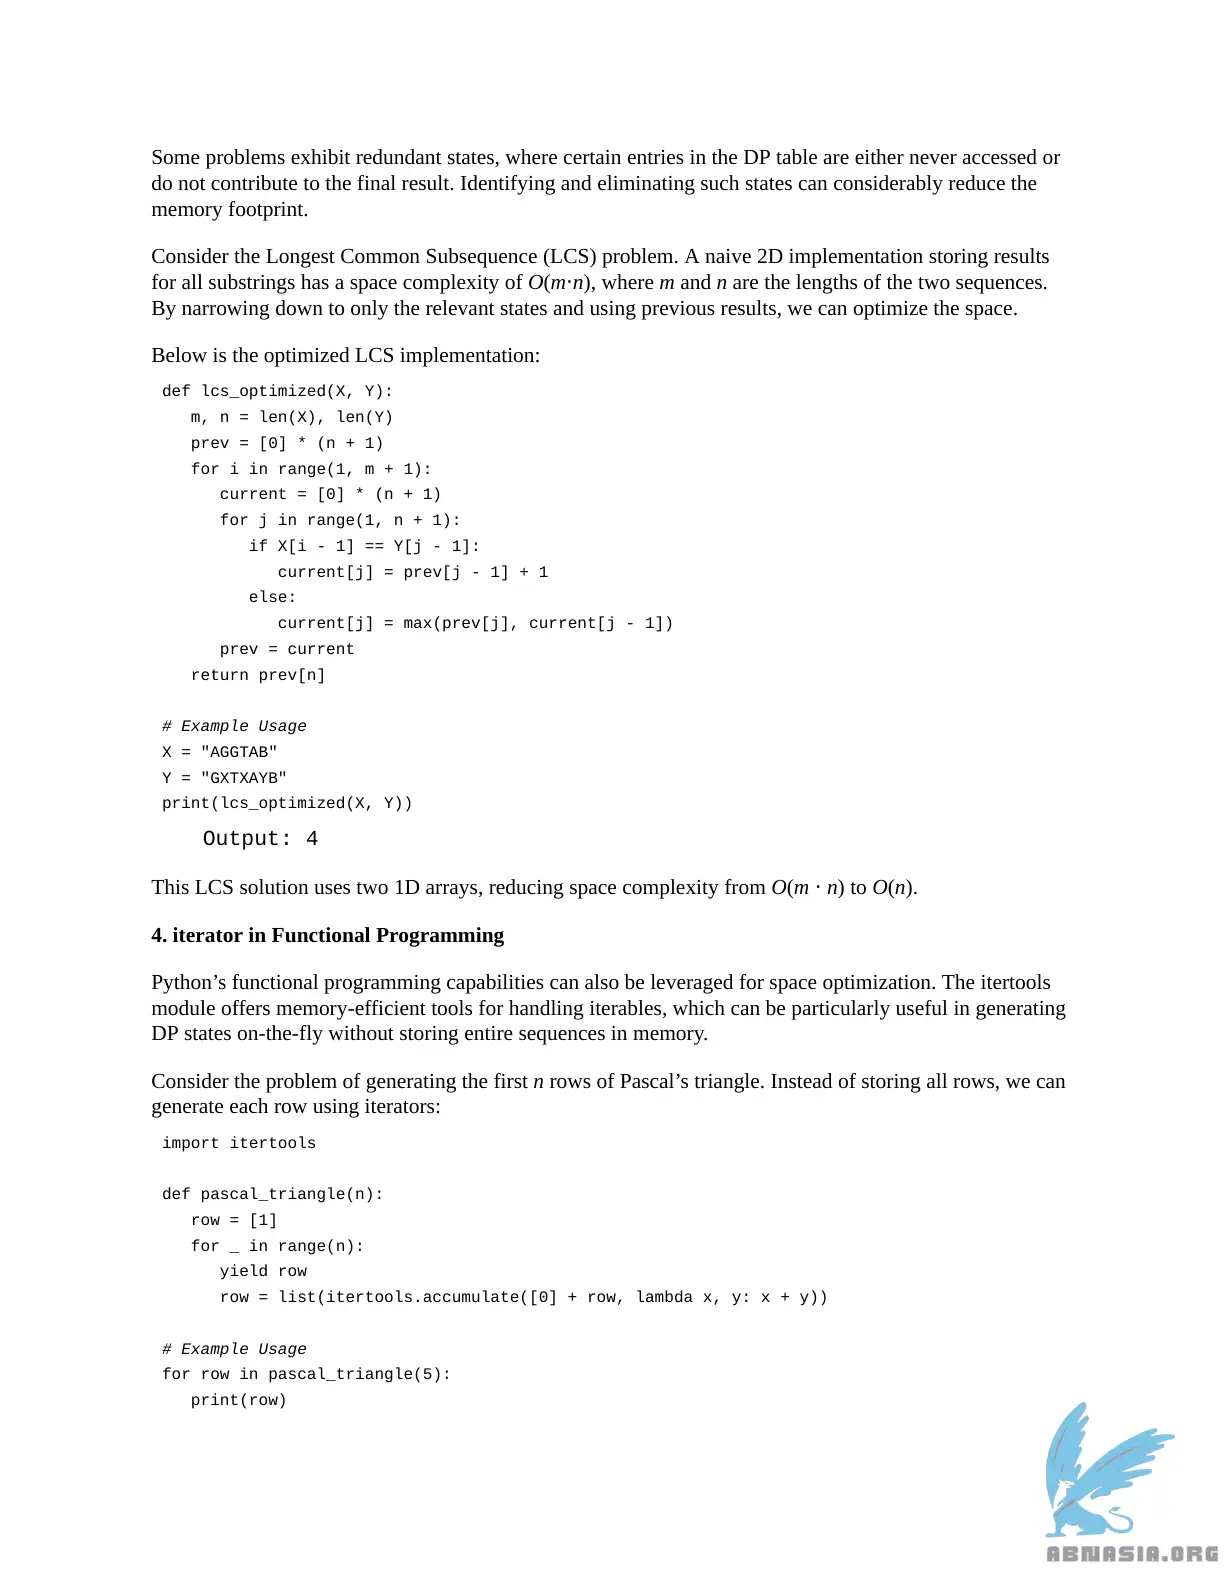 Some problems exhibit redundant states, where certain entries in the DP table are either never accessed or
do not contribute to the final result. Identifying and eliminating such states can considerably reduce the
memory footprint.
Consider the Longest Common Subsequence (LCS) problem. A naive 2D implementation storing results
for all substrings has a space complexity of O(m·n), where m and n are the lengths of the two sequences.
By narrowing down to only the relevant states and using previous results, we can optimize the space.
Below is the optimized LCS implementation:
def lcs_optimized(X, Y):
   m, n = len(X), len(Y)
   prev = [0] * (n + 1)
   for i in range(1, m + 1):
      current = [0] * (n + 1)
      for j in range(1, n + 1):
         if X[i - 1] == Y[j - 1]:
            current[j] = prev[j - 1] + 1
         else:
            current[j] = max(prev[j], current[j - 1])
      prev = current
   return prev[n]
# Example Usage
X = "AGGTAB"
Y = "GXTXAYB"
print(lcs_optimized(X, Y))
Output: 4
This LCS solution uses two 1D arrays, reducing space complexity from O(m · n) to O(n).
4. iterator in Functional Programming
Python’s functional programming capabilities can also be leveraged for space optimization. The itertools
module offers memory-efficient tools for handling iterables, which can be particularly useful in generating
DP states on-the-fly without storing entire sequences in memory.
Consider the problem of generating the first n rows of Pascal’s triangle. Instead of storing all rows, we can
generate each row using iterators:
import itertools
def pascal_triangle(n):
   row = [1]
   for _ in range(n):
      yield row
      row = list(itertools.accumulate([0] + row, lambda x, y: x + y))
# Example Usage
for row in pascal_triangle(5):
   print(row)
ABNASIA.ORG